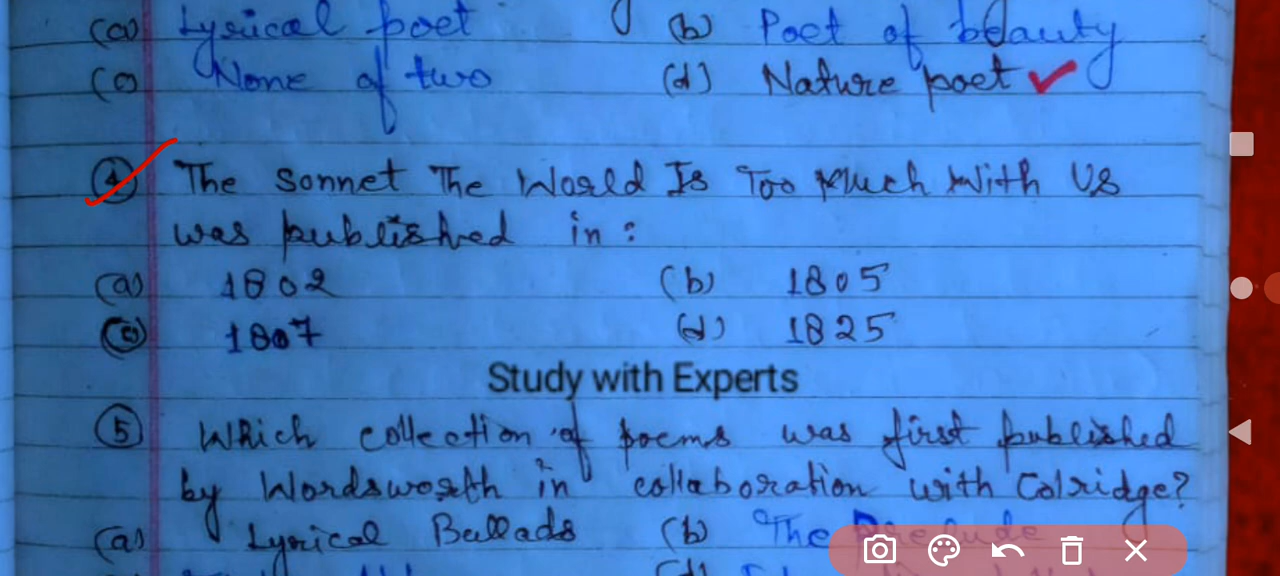 (a) Lyrical poet (b) Poet of beauty
(c) None of two (d) Nature poet
④ The Sonnet The World Is Too Much With Us
was published in :
(a) 1802 (b) 1805
(c) 1807 (d) 1825
Study with Experts
⑤ Which collection of poems was first published
by Wordsworth in collaboration with Colridge?
(a) Lyrical Ballads (b) The Prelude
(d)